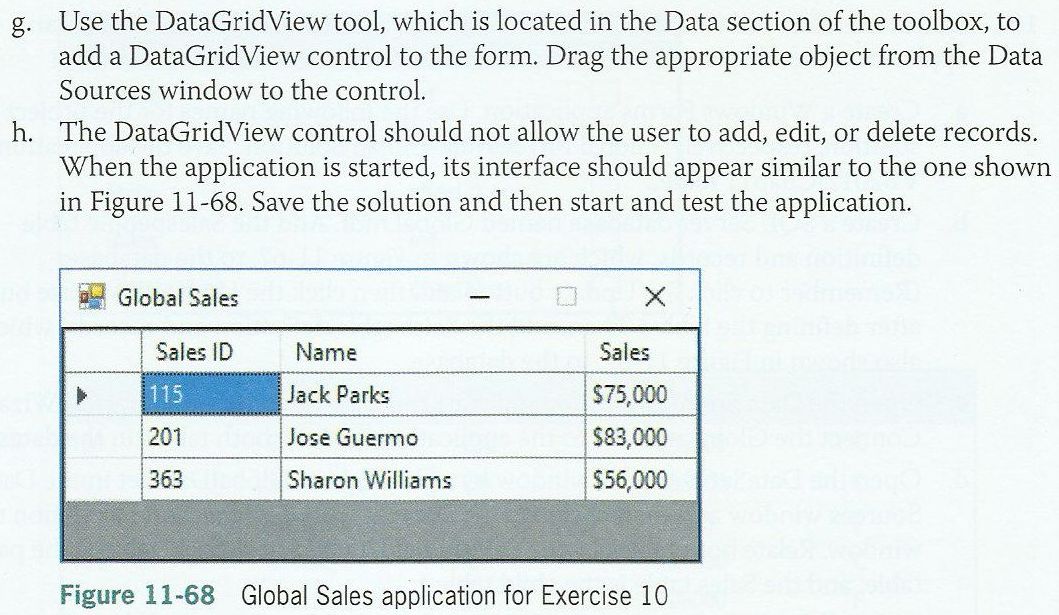 g. Use the DataGridView tool, which is located in the Data section of the toolbox, to
add a DataGridView control to the form. Drag the appropriate object from the Data
Sources window to the control.
h. The DataGridView control should not allow the user to add, edit, or delete records.
When the application is started, its interface should appear similar to the one shown
in Figure 11-68. Save the solution and then start and test the application.
Global Sales
Sales ID Name Sales
115 Jack Parks $75,000
201 Jose Guermo $83,000
363 Sharon Williams $56,000
Figure 11-68 Global Sales application for Exercise 10